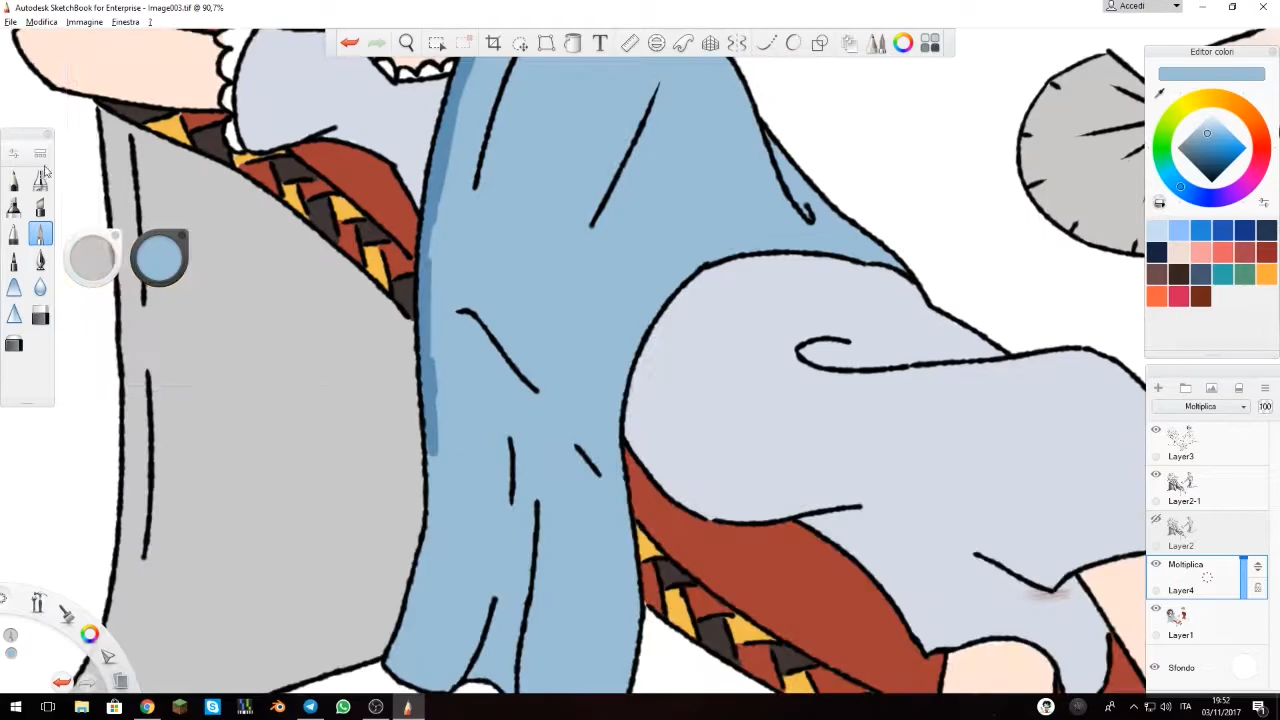 Autodesk SketchBook for Enterprise - Image003.tif @ 90,7%
Accedi
File Modifica Immagine Finestra ?
T
Editor colori
Moltiplica
100
Layer3
Layer2-1
Layer2
Moltiplica
Layer4
Layer1
Sfondo
ITA
19:52
03/11/2017